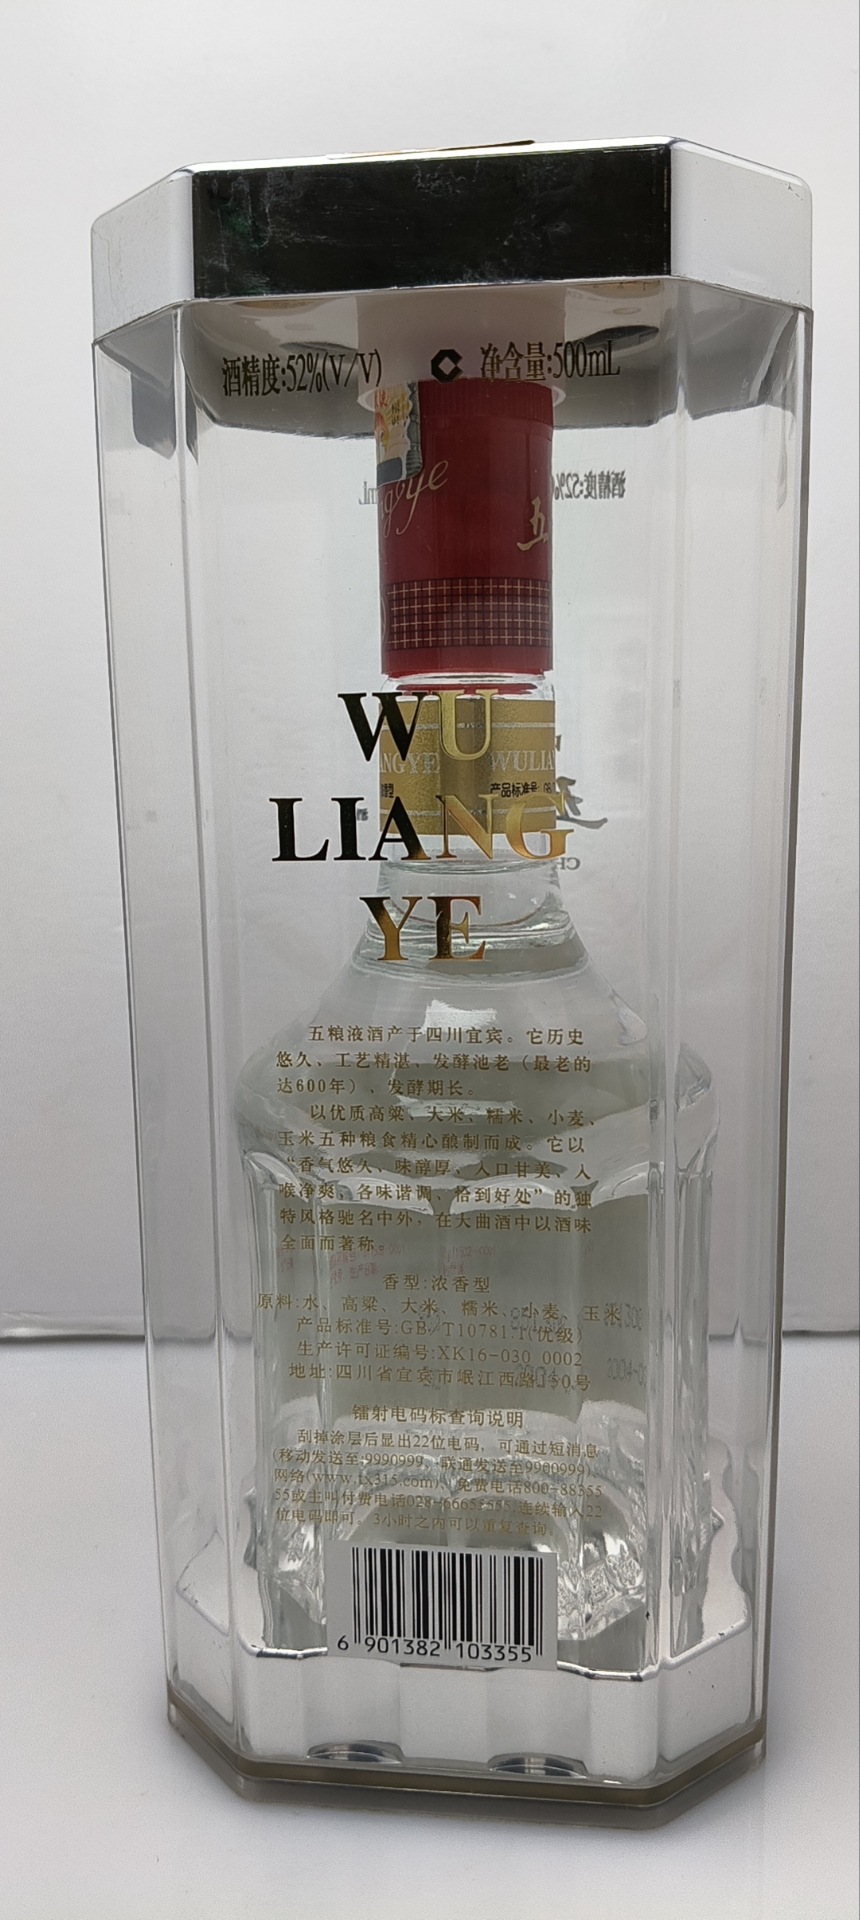 酒精度:52%(V/V) 净含量:500mL
gye
五
WU
ANGYE WULIA
产品标准号:
LIANG
YE
五粮液酒产于四川宜宾。它历史
悠久、工艺精湛、发酵池老（最老的
达600年）、发酵期长。
以优质高粱、大米、糯米、小麦、
玉米五种粮食精心酿制而成。它以
“香气悠久、味醇厚、入口甘美、入
喉净爽、各味谐调、恰到好处”的独
特风格驰名中外，在大曲酒中以酒味
全面而著称。
香型:浓香型
原料:水、高粱、大米、糯米、小麦、玉米
产品标准号:GB/T10781.1(优级)
生产许可证编号:XK16-030 0002
地址:四川省宜宾市岷江西路150号
镭射电码标查询说明
刮掉涂层后显出22位电码，可通过短消息
(移动发送至:9990999，联通发送至9900999)、
网络(www.tx315.com)、免费电话800-88355
55或主叫付费电话028-66655555,连续输入22
位电码即可。3小时之内可以重复查询。
6 901382 103355